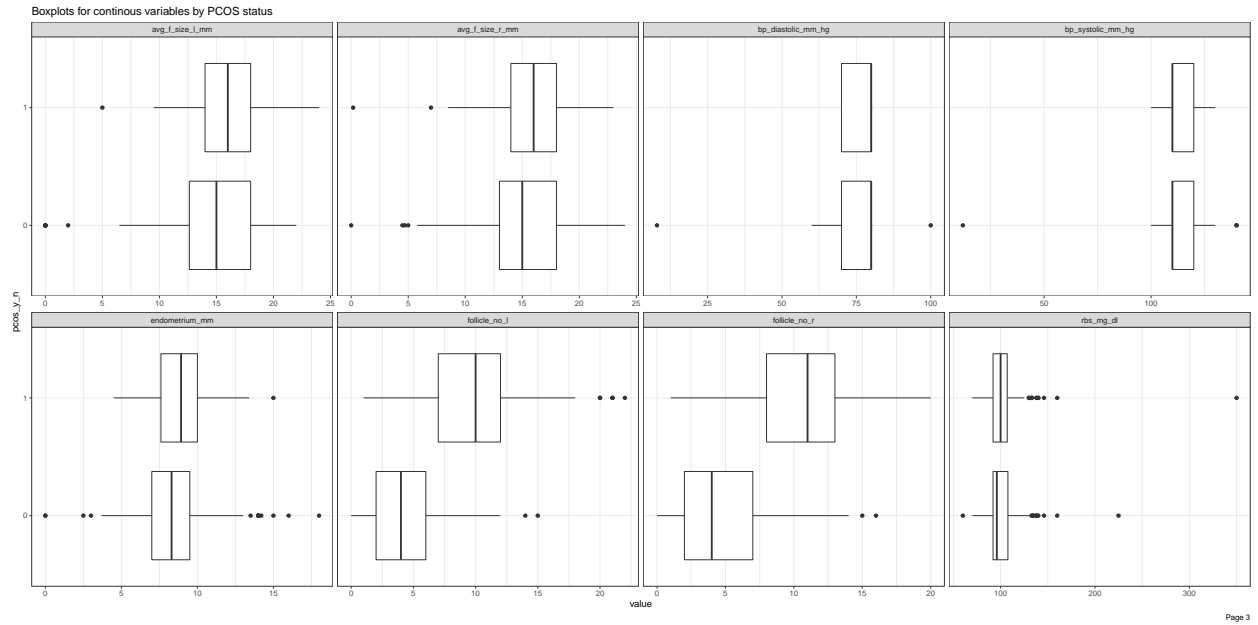 Boxplots for continous variables by PCOS status
avg_f_size_l_mm avg_f_size_r_mm bp_diastolic_mm_hg bp_systolic_mm_hg
1
0
0 5 10 15 20 25 0 5 10 15 20 25 25 50 75 100 50 100
pcos_y_n
endometrium_mm follicle_no_l follicle_no_r rbs_mg_dl
1
0
0 5 10 15 0 5 10 15 20 0 5 10 15 20 100 200 300
value
Page 3